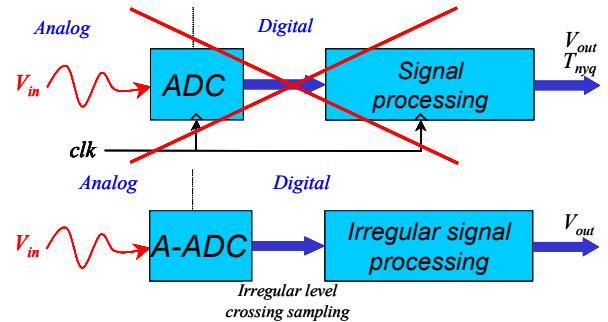 Analog
Digital
V_in
ADC
Signal
processing
V_out
T_nyq
clk
Analog
Digital
V_in
A-ADC
Irregular signal
processing
V_out
Irregular level
crossing sampling